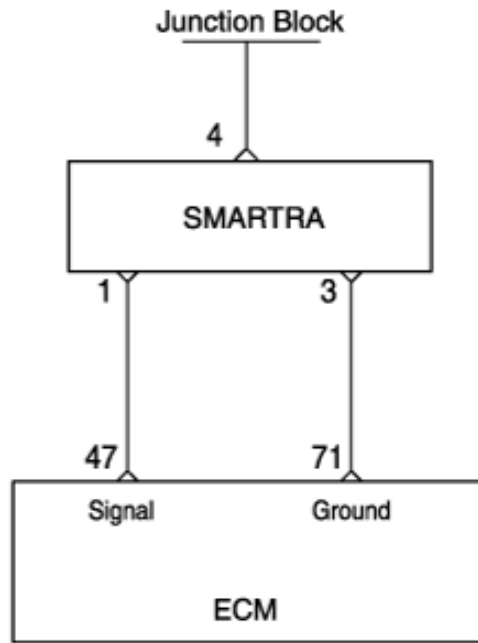 Junction Block
4
SMARTRA
1 3
47 71
Signal Ground
ECM